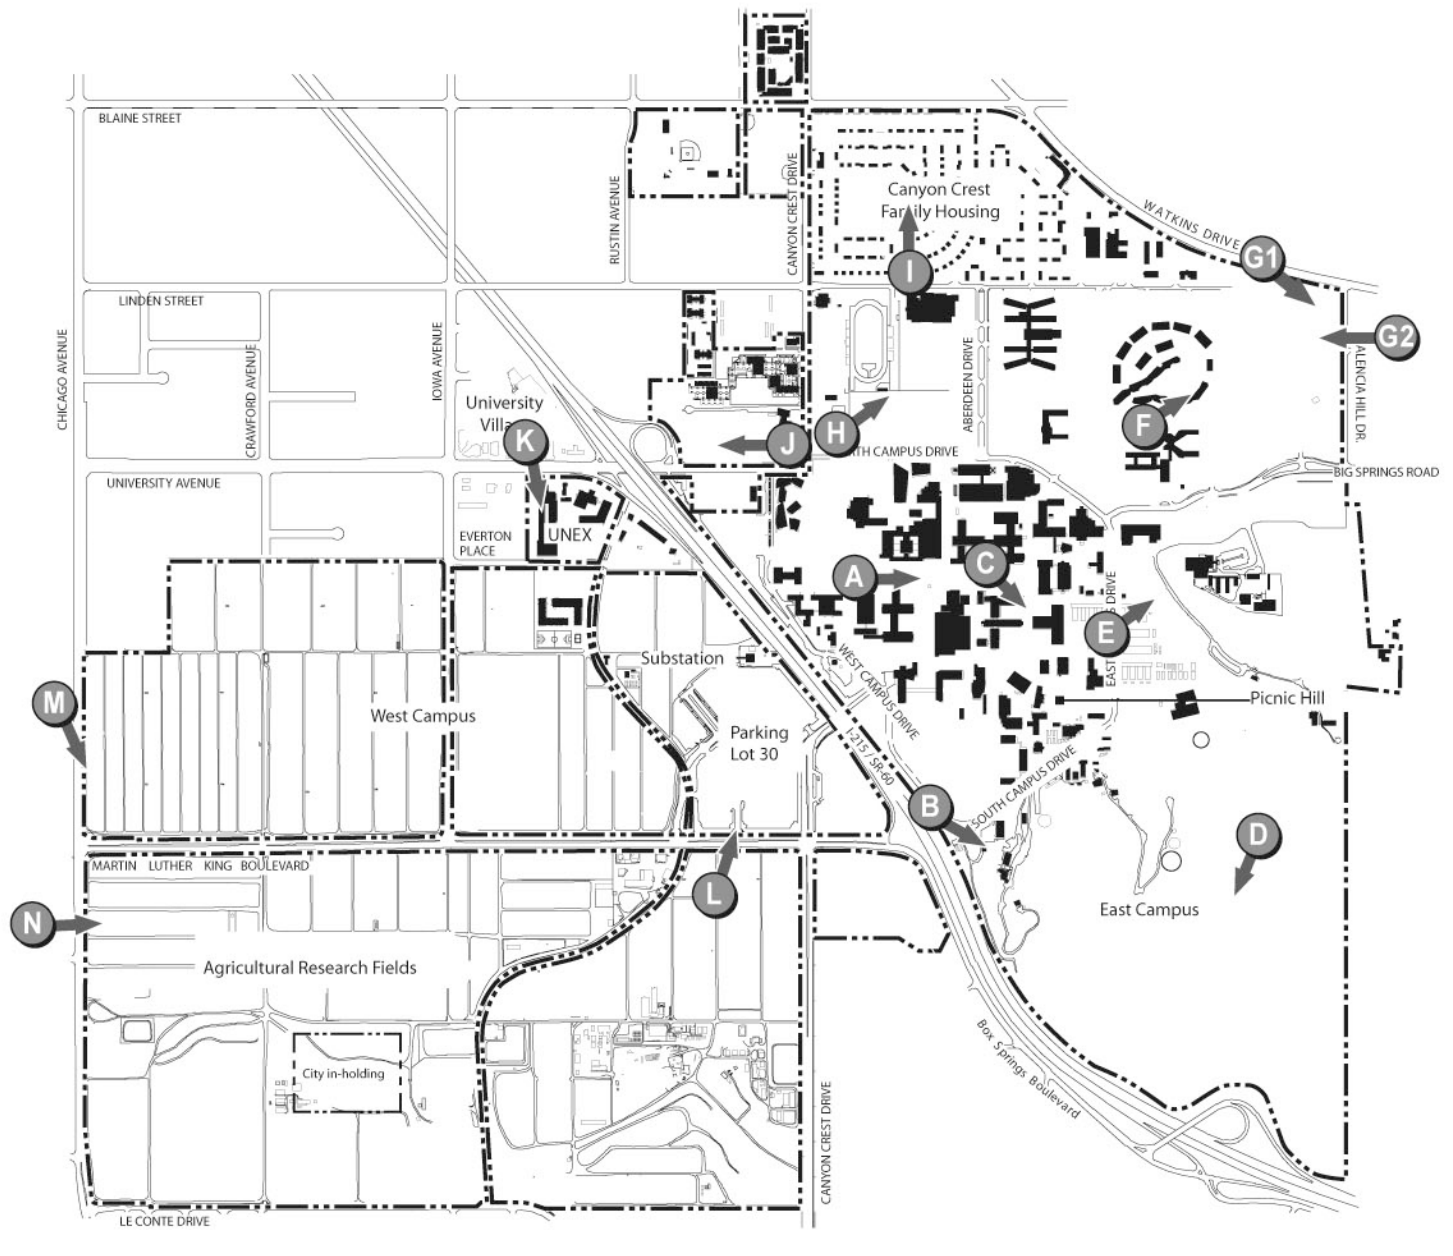 BLAINE STREET
RUSTIN AVENUE
CANYON CREST DRIVE
Canyon Crest
Family Housing
WATKINS DRIVE
G1
I
LINDEN STREET
CHICAGO AVENUE
CRAWFORD AVENUE
IOWA AVENUE
G2
ALENCIA HILL DR.
ABERDEEN DRIVE
University
Villa
K
J
H
F
TH CAMPUS DRIVE
BIG SPRINGS ROAD
UNIVERSITY AVENUE
EVERTON
PLACE
UNEX
A
C
E
EAST
S DRIVE
Substation
WEST CAMPUS DRIVE
M
West Campus
Parking
Lot 30
I-215 / SR-60
Picnic Hill
SOUTH CAMPUS DRIVE
B
D
MARTIN LUTHER KING BOULEVARD
L
N
East Campus
Agricultural Research Fields
City in-holding
Box Springs Boulevard
CANYON CREST DRIVE
LE CONTE DRIVE